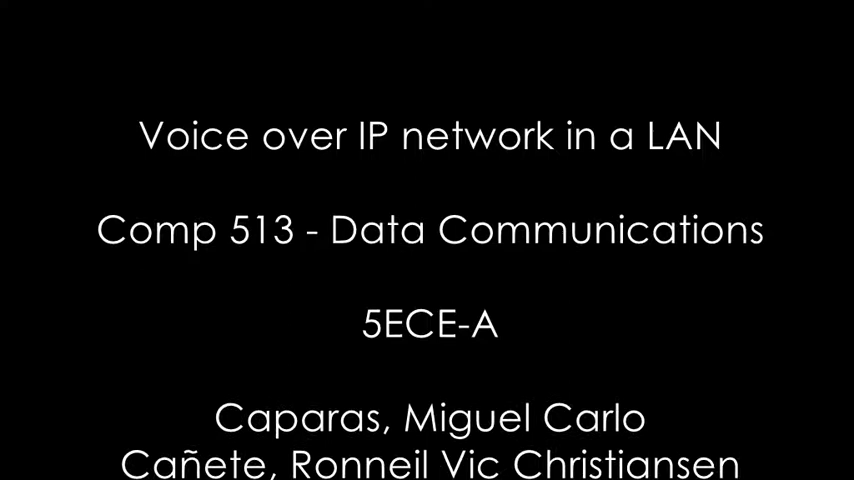 Voice over IP network in a LAN
Comp 513 - Data Communications
5ECE-A
Caparas, Miguel Carlo
Cañete, Ronneil Vic Christiansen